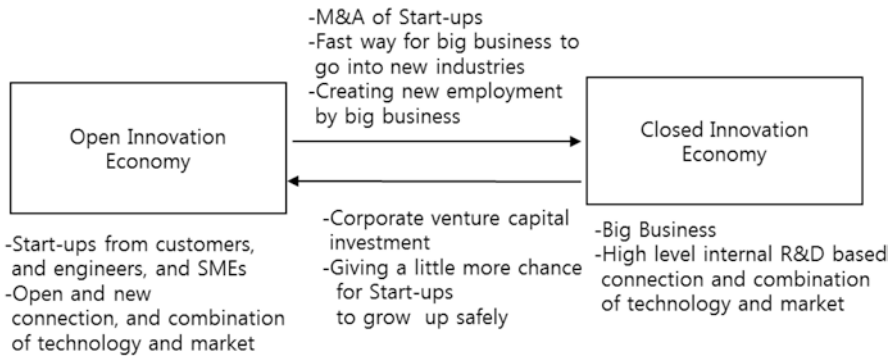 -M&A of Start-ups
-Fast way for big business to
go into new industries
-Creating new employment
by big business
Open Innovation
Economy
Closed Innovation
Economy
-Start-ups from customers,
and engineers, and SMEs
-Open and new
connection, and combination
of technology and market
-Corporate venture capital
investment
-Giving a little more chance
for Start-ups
to grow up safely
-Big Business
-High level internal R&D based
connection and combination
of technology and market